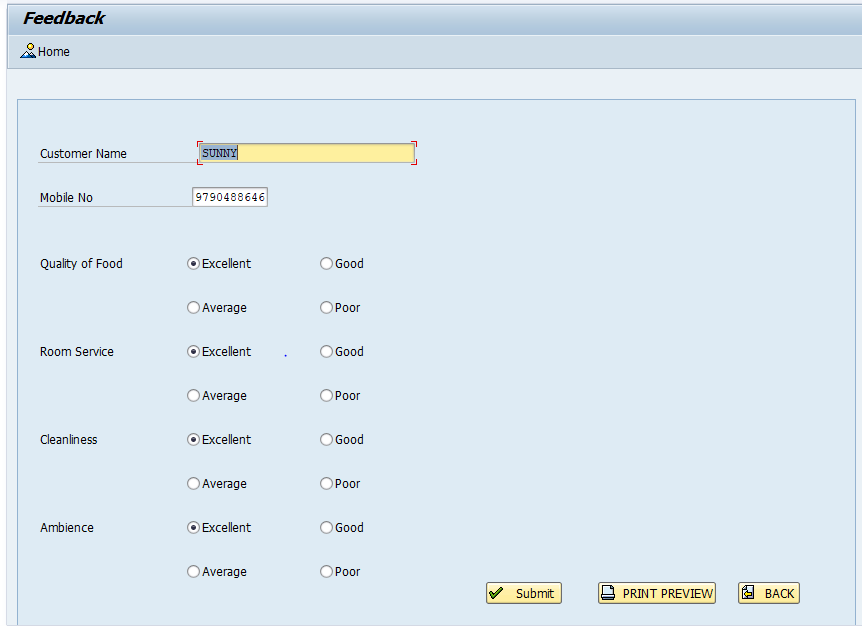 Feedback
Home
Customer Name SUNNY
Mobile No 9790488646
Quality of Food Excellent Good
Average Poor
Room Service Excellent . Good
Average Poor
Cleanliness Excellent Good
Average Poor
Ambience Excellent Good
Average Poor
Submit PRINT PREVIEW BACK